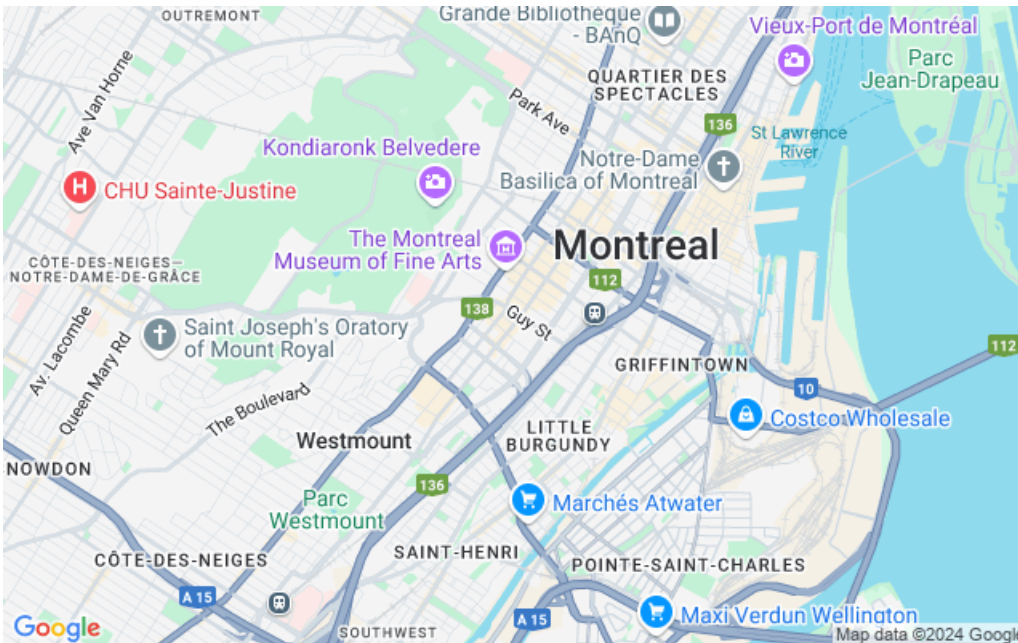 OUTREMONT
Grande Bibliothèque
- BAnQ
Vieux-Port de Montréal
Parc
Jean-Drapeau
Ave Van Horne
QUARTIER DES
SPECTACLES
Park Ave
136
St Lawrence
River
Kondiaronk Belvedere
Notre-Dame
Basilica of Montreal
H
CHU Sainte-Justine
The Montreal
Museum of Fine Arts
Montreal
CÔTE-DES-NEIGES—
NOTRE-DAME-DE-GRÂCE
112
138
Guy St
Saint Joseph's Oratory
of Mount Royal
112
Av. Lacombe
Queen Mary Rd
GRIFFINTOWN
The Boulevard
10
Costco Wholesale
Westmount
LITTLE
BURGUNDY
SNOWDON
136
Parc
Westmount
Marchés Atwater
SAINT-HENRI
CÔTE-DES-NEIGES
POINTE-SAINT-CHARLES
A 15
A 15
Maxi Verdun Wellington
Google
SOUTHWEST
Map data ©2024 Google